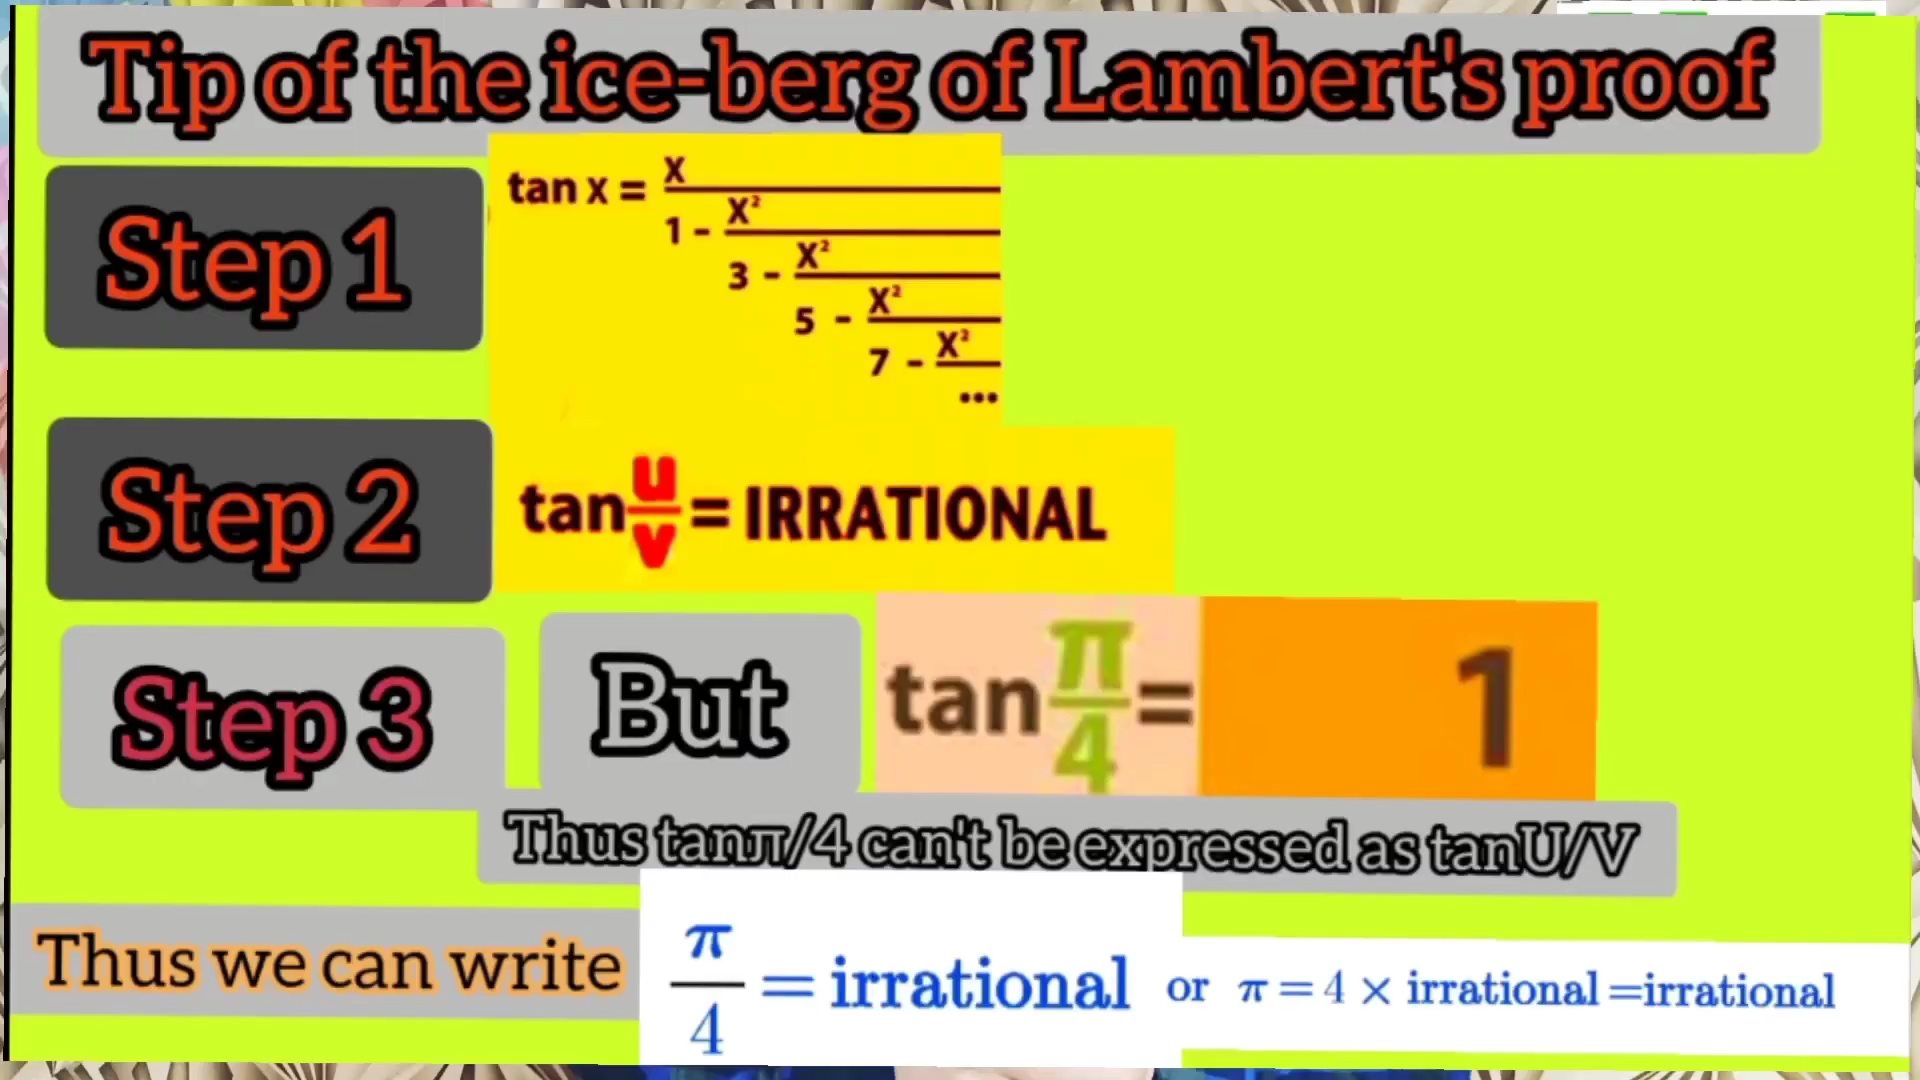 Tip of the ice-berg of Lambert's proof
Step 1
tan x = x
1 - x²
3 - x²
5 - x²
7 - x²
...
Step 2
tan u/v = IRRATIONAL
Step 3
But
tan π/4 = 1
Thus tanπ/4 can't be expressed as tanU/V
Thus we can write
π/4 = irrational or π = 4 × irrational =irrational